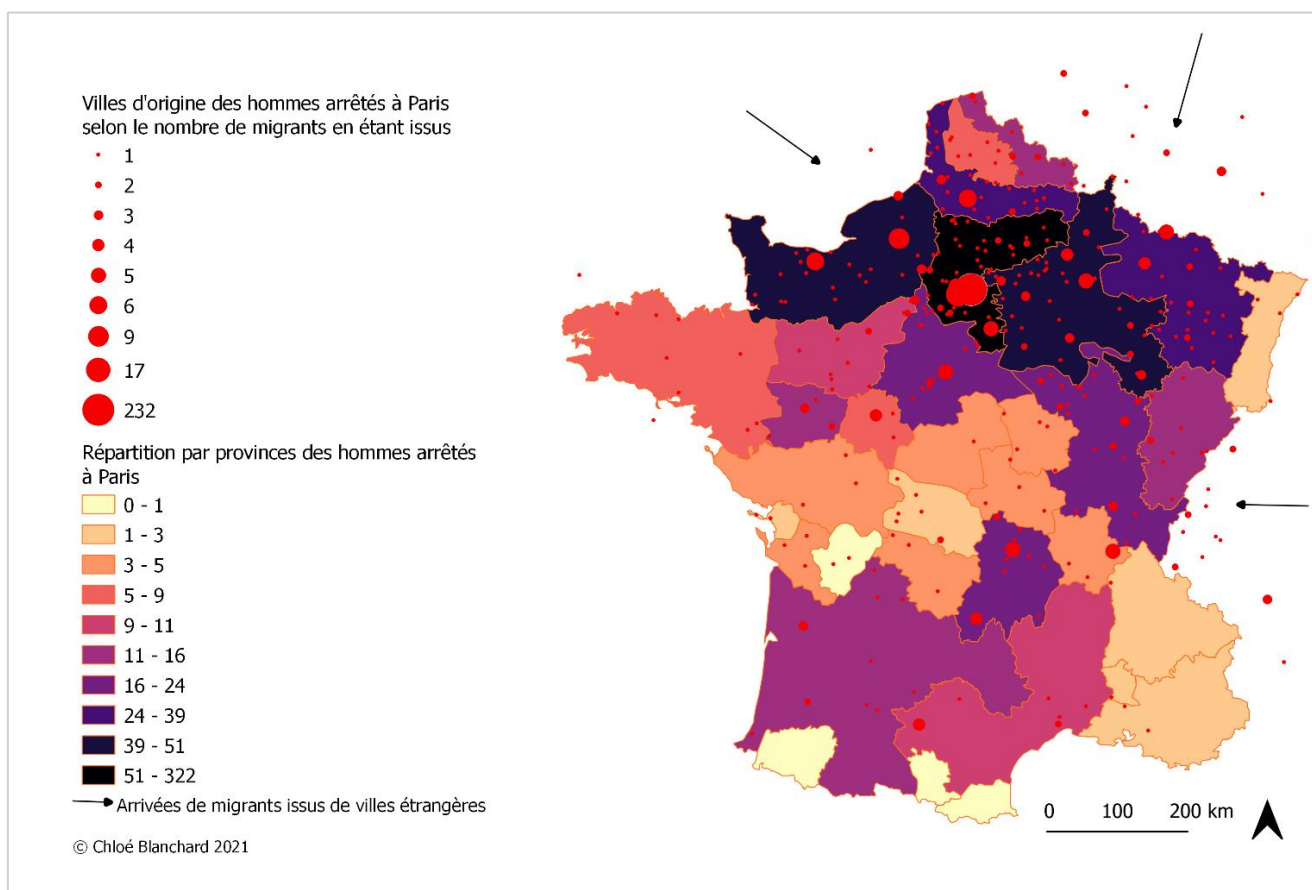 Villes d'origine des hommes arrêtés à Paris
selon le nombre de migrants en étant issus
1
2
3
4
5
6
9
17
232
Répartition par provinces des hommes arrêtés
à Paris
0 - 1
1 - 3
3 - 5
5 - 9
9 - 11
11 - 16
16 - 24
24 - 39
39 - 51
51 - 322
Arrivées de migrants issus de villes étrangères
© Chloé Blanchard 2021
0 100 200 km